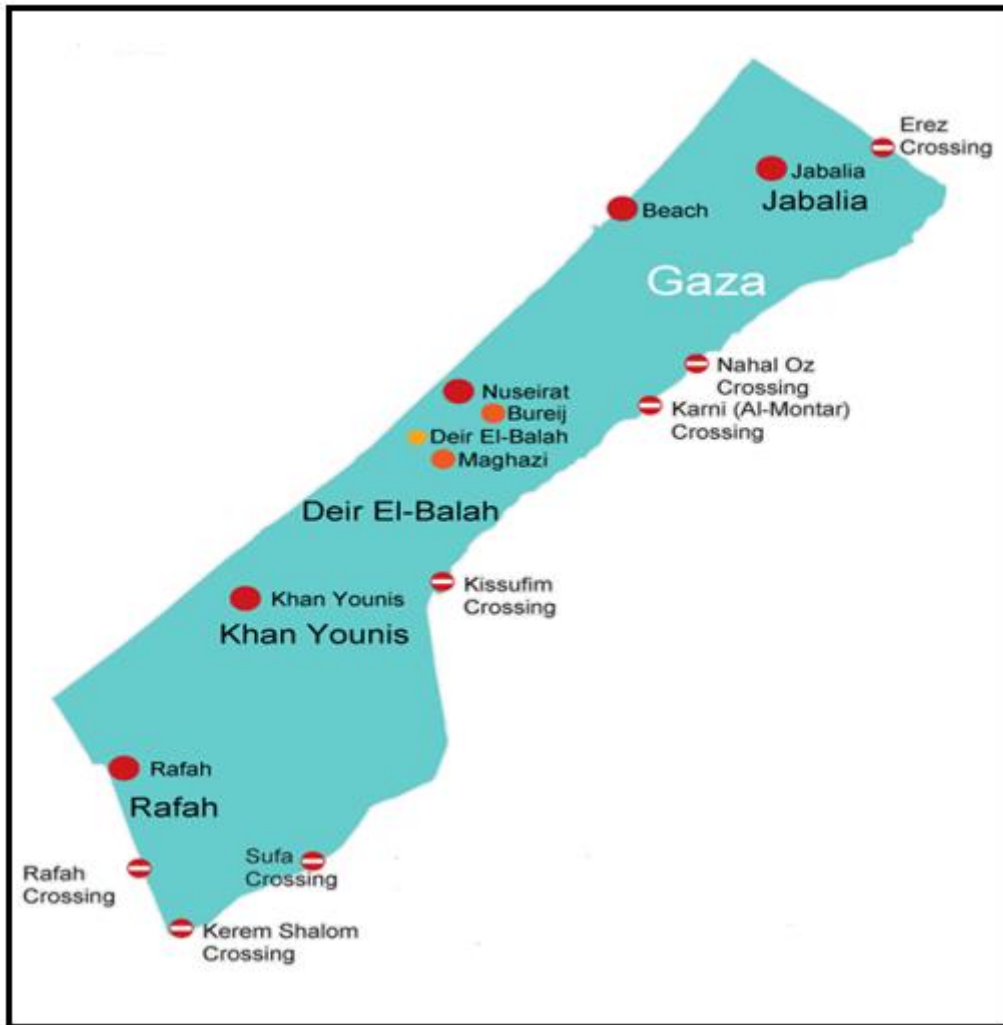 Erez
Crossing
Jabalia
Jabalia
Beach
Gaza
Nahal Oz
Crossing
Karni (Al-Montar)
Crossing
Nuseirat
Bureij
Deir El-Balah
Maghazi
Deir El-Balah
Kissufim
Crossing
Khan Younis
Khan Younis
Rafah
Rafah
Sufa
Crossing
Rafah
Crossing
Kerem Shalom
Crossing